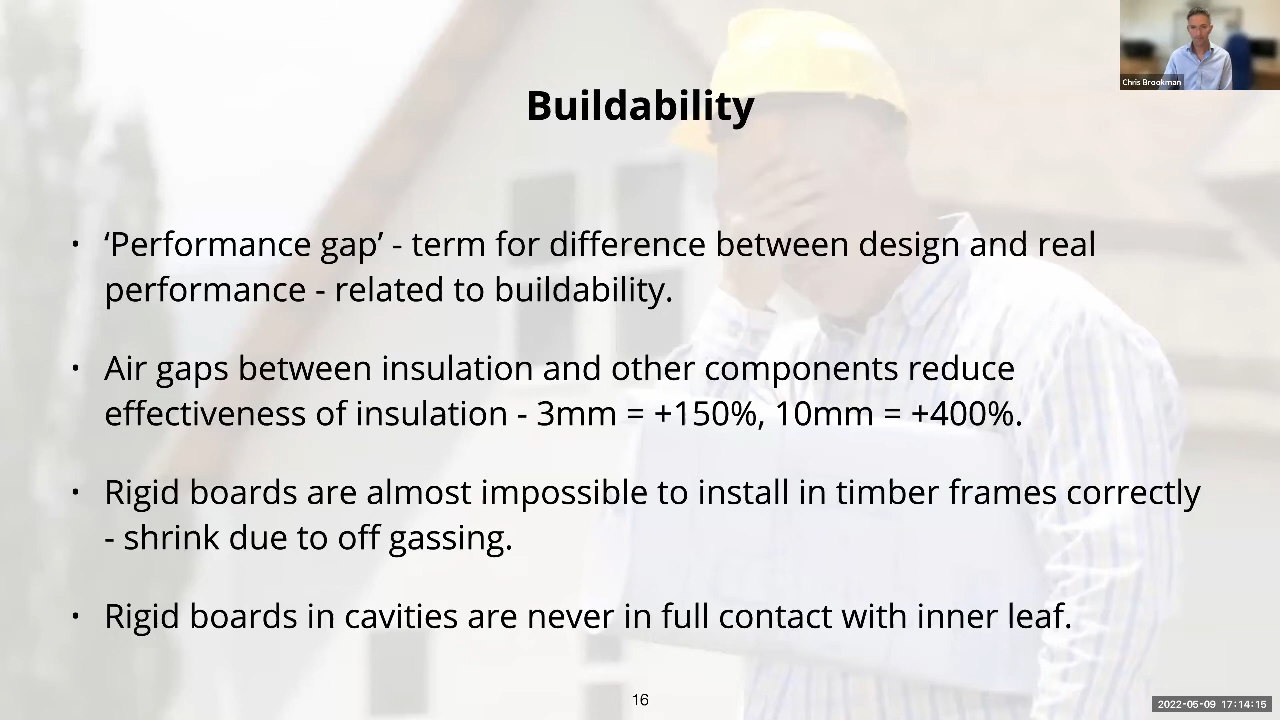 Chris Brookman
Buildability
• ‘Performance gap’ - term for difference between design and real
performance - related to buildability.
• Air gaps between insulation and other components reduce
effectiveness of insulation - 3mm = +150%, 10mm = +400%.
• Rigid boards are almost impossible to install in timber frames correctly
- shrink due to off gassing.
• Rigid boards in cavities are never in full contact with inner leaf.
16
2022-05-09 17:14:15